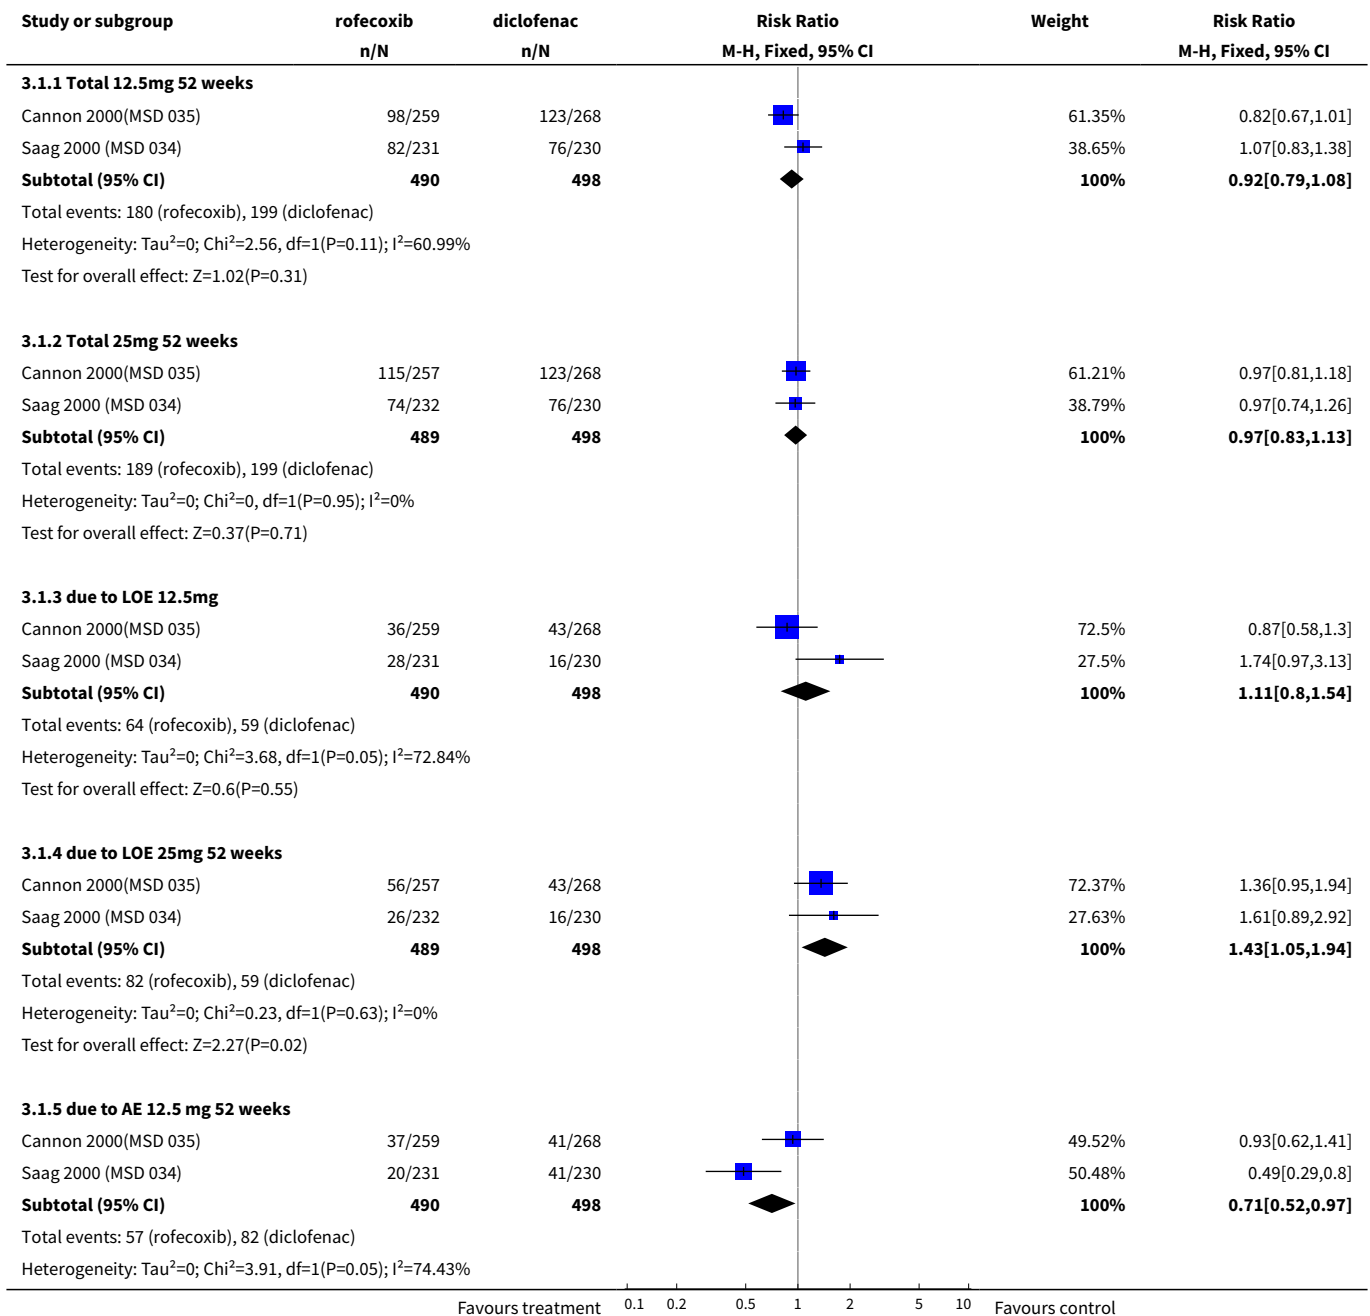 Study or subgroup rofecoxib diclofenac Risk Ratio Weight Risk Ratio
n/N n/N M-H, Fixed, 95% CI M-H, Fixed, 95% CI
3.1.1 Total 12.5mg 52 weeks
Cannon 2000(MSD 035) 98/259 123/268 61.35% 0.82[0.67,1.01]
Saag 2000 (MSD 034) 82/231 76/230 38.65% 1.07[0.83,1.38]
Subtotal (95% CI) 490 498 100% 0.92[0.79,1.08]
Total events: 180 (rofecoxib), 199 (diclofenac)
Heterogeneity: Tau²=0; Chi²=2.56, df=1(P=0.11); I²=60.99%
Test for overall effect: Z=1.02(P=0.31)
3.1.2 Total 25mg 52 weeks
Cannon 2000(MSD 035) 115/257 123/268 61.21% 0.97[0.81,1.18]
Saag 2000 (MSD 034) 74/232 76/230 38.79% 0.97[0.74,1.26]
Subtotal (95% CI) 489 498 100% 0.97[0.83,1.13]
Total events: 189 (rofecoxib), 199 (diclofenac)
Heterogeneity: Tau²=0; Chi²=0, df=1(P=0.95); I²=0%
Test for overall effect: Z=0.37(P=0.71)
3.1.3 due to LOE 12.5mg
Cannon 2000(MSD 035) 36/259 43/268 72.5% 0.87[0.58,1.3]
Saag 2000 (MSD 034) 28/231 16/230 27.5% 1.74[0.97,3.13]
Subtotal (95% CI) 490 498 100% 1.11[0.8,1.54]
Total events: 64 (rofecoxib), 59 (diclofenac)
Heterogeneity: Tau²=0; Chi²=3.68, df=1(P=0.05); I²=72.84%
Test for overall effect: Z=0.6(P=0.55)
3.1.4 due to LOE 25mg 52 weeks
Cannon 2000(MSD 035) 56/257 43/268 72.37% 1.36[0.95,1.94]
Saag 2000 (MSD 034) 26/232 16/230 27.63% 1.61[0.89,2.92]
Subtotal (95% CI) 489 498 100% 1.43[1.05,1.94]
Total events: 82 (rofecoxib), 59 (diclofenac)
Heterogeneity: Tau²=0; Chi²=0.23, df=1(P=0.63); I²=0%
Test for overall effect: Z=2.27(P=0.02)
3.1.5 due to AE 12.5 mg 52 weeks
Cannon 2000(MSD 035) 37/259 41/268 49.52% 0.93[0.62,1.41]
Saag 2000 (MSD 034) 20/231 41/230 50.48% 0.49[0.29,0.8]
Subtotal (95% CI) 490 498 100% 0.71[0.52,0.97]
Total events: 57 (rofecoxib), 82 (diclofenac)
Heterogeneity: Tau²=0; Chi²=3.91, df=1(P=0.05); I²=74.43%
Favours treatment 0.1 0.2 0.5 1 2 5 10 Favours control